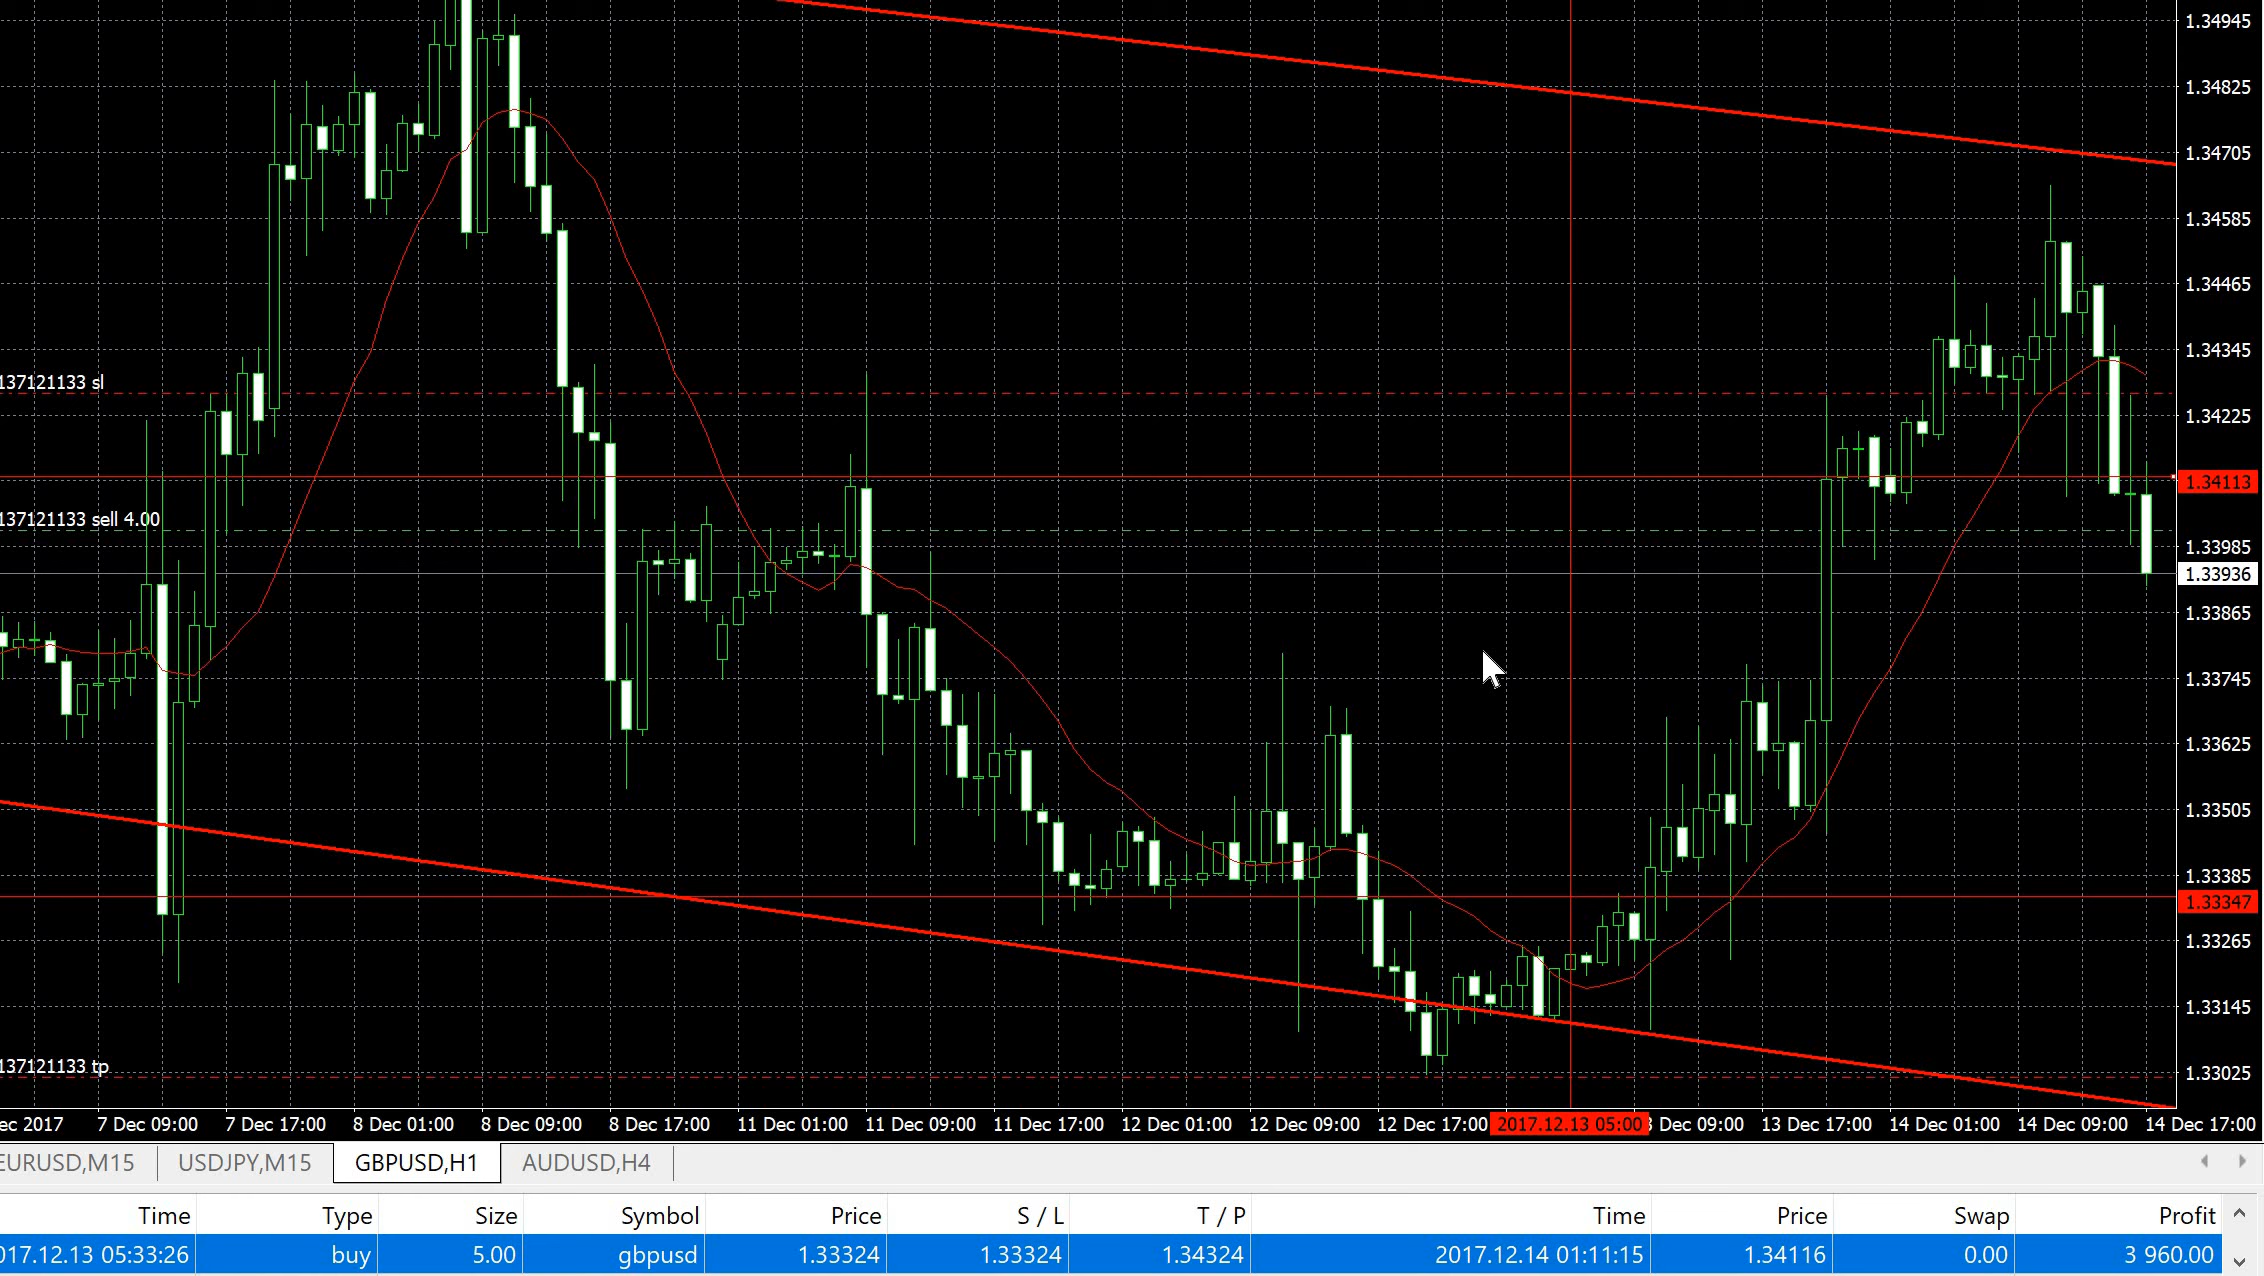 1.34945
1.34825
1.34705
1.34585
1.34465
1.34345
137121133 sl
1.34225
1.34113
137121133 sell 4.00
1.33985
1.33936
1.33865
1.33745
1.33625
1.33505
1.33385
1.33347
1.33265
1.33145
137121133 tp
1.33025
ec 2017 7 Dec 09:00 7 Dec 17:00 8 Dec 01:00 8 Dec 09:00 8 Dec 17:00 11 Dec 01:00 11 Dec 09:00 11 Dec 17:00 12 Dec 01:00 12 Dec 09:00 12 Dec 17:00 2017.12.13 05:00 3 Dec 09:00 13 Dec 17:00 14 Dec 01:00 14 Dec 09:00 14 Dec 17:00
EURUSD,M15 USDJPY,M15 GBPUSD,H1 AUDUSD,H4
Time Type Size Symbol Price S / L T / P Time Price Swap Profit
017.12.13 05:33:26 buy 5.00 gbpusd 1.33324 1.33324 1.34324 2017.12.14 01:11:15 1.34116 0.00 3 960.00